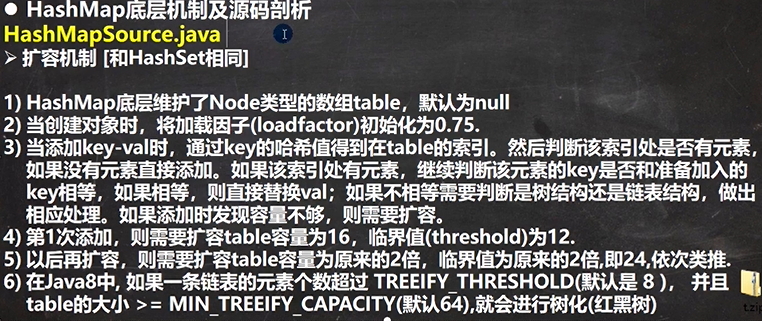 ● HashMap底层机制及源码剖析
HashMapSource.java
➢ 扩容机制 [和HashSet相同]
1) HashMap底层维护了Node类型的数组table，默认为null
2) 当创建对象时，将加载因子(loadfactor)初始化为0.75.
3) 当添加key-val时，通过key的哈希值得到在table的索引。然后判断该索引处是否有元素，
如果没有元素直接添加。如果该索引处有元素，继续判断该元素的key是否和准备加入的
key相等，如果相等，则直接替换val；如果不相等需要判断是树结构还是链表结构，做出
相应处理。如果添加时发现容量不够，则需要扩容。
4) 第1次添加，则需要扩容table容量为16，临界值(threshold)为12.
5) 以后再扩容，则需要扩容table容量为原来的2倍，临界值为原来的2倍,即24,依次类推.
6) 在Java8中, 如果一条链表的元素个数超过 TREEIFY_THRESHOLD(默认是 8 )， 并且
table的大小 >= MIN_TREEIFY_CAPACITY(默认64),就会进行树化(红黑树)
t.zip